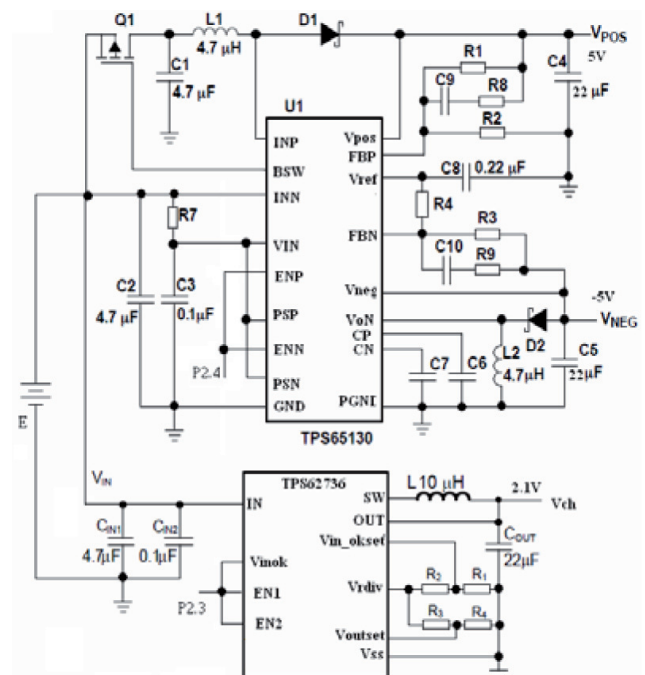 Q1
L1
4.7 µH
D1
C1
4.7 µF
U1
R1
C9
R8
R2
VPOS
5V
C4
22 µF
INP
Vpos
FBP
BSW
Vref
C8
0.22 µF
INN
R7
R4
VIN
FBN
R3
C10
R9
ENP
C2
4.7 µF
C3
0.1µF
Vneg
-5V
PSP
VoN
CP
CN
D2
VNEG
ENN
P2.4
C7
C6
L2
4.7µH
C5
22µF
PSN
GND
PGNI
TPS65130
E
VIN
TPS62736
IN
SW
L 10 µH
2.1V
Vch
OUT
CIN1
4.7µF
CIN2
0.1µF
Vin_okset
COUT
22µF
Vinok
Vrdiv
R2
R1
P2.3
EN1
R3
R4
EN2
Voutset
Vss